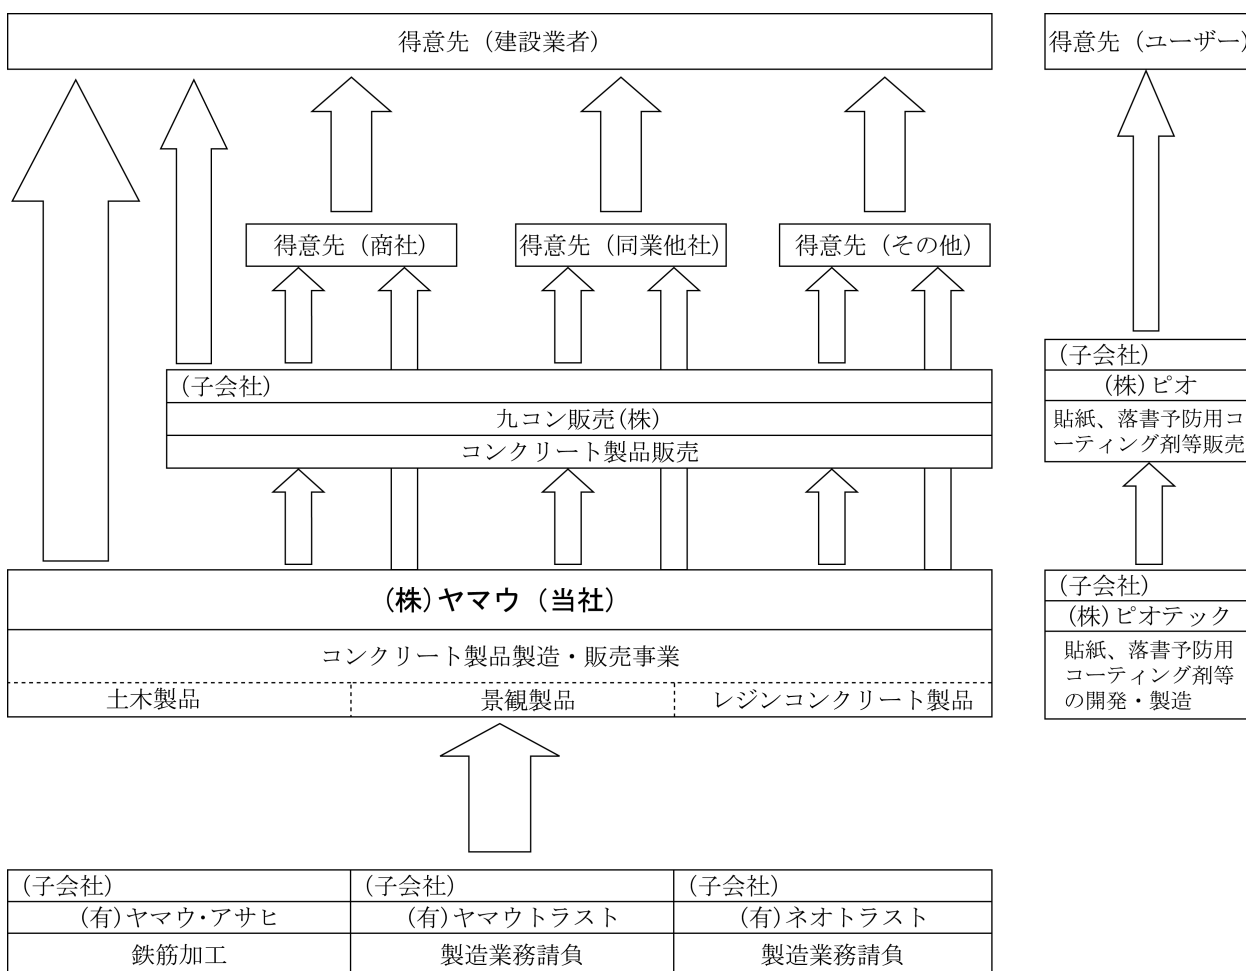 得意先（建設業者）
得意先（ユーザー）
得意先（商社）
得意先（同業他社）
得意先（その他）
(子会社)
九コン販売(株)
コンクリート製品販売
(子会社)
(株)ピオ
貼紙、落書予防用コ
ーティング剤等販売
(株)ヤマウ（当社）
コンクリート製品製造・販売事業
土木製品
景観製品
レジンコンクリート製品
(子会社)
(株)ピオテック
貼紙、落書予防用
コーティング剤等
の開発・製造
(子会社)
(有)ヤマウ・アサヒ
鉄筋加工
(子会社)
(有)ヤマウトラスト
製造業務請負
(子会社)
(有)ネオトラスト
製造業務請負